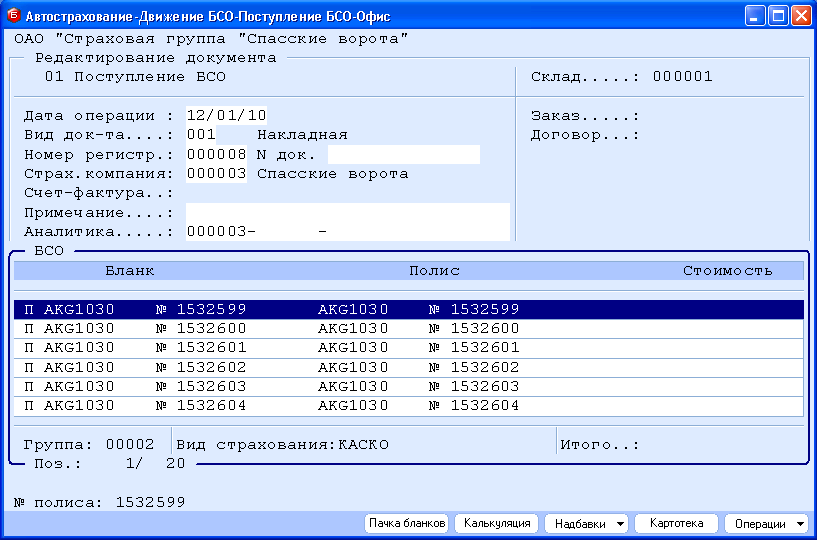 Автострахование-Движение БСО-Поступление БСО-Офис
ОАО "Страховая группа "Спасские ворота"
Редактирование документа
01 Поступление БСО Склад.....: 000001
Дата операции : 12/01/10 Заказ.....:
Вид док-та....: 001 Накладная Договор...:
Номер регистр.: 000008 N док.
Страх.компания: 000003 Спасские ворота
Счет-фактура..:
Примечание....:
Аналитика.....: 000003- -
БСО
Бланк Полис Стоимость
П AKG1030 № 1532599 AKG1030 № 1532599
П AKG1030 № 1532600 AKG1030 № 1532600
П AKG1030 № 1532601 AKG1030 № 1532601
П AKG1030 № 1532602 AKG1030 № 1532602
П AKG1030 № 1532603 AKG1030 № 1532603
П AKG1030 № 1532604 AKG1030 № 1532604
Группа: 00002 Вид страхования:КАСКО Итого..:
Поз.: 1/ 20
№ полиса: 1532599
Пачка бланков Калькуляция Надбавки Картотека Операции